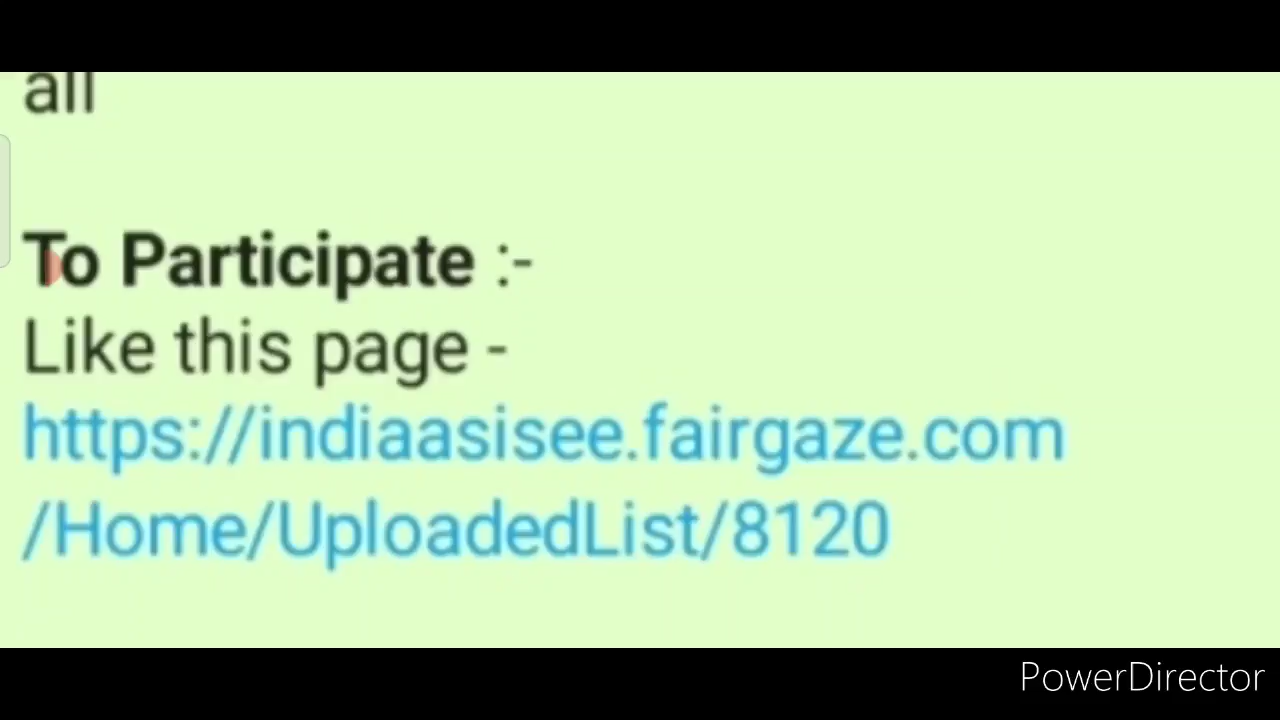 all
To Participate :-
Like this page -
https://indiaasisee.fairgaze.com
/Home/UploadedList/8120
PowerDirector